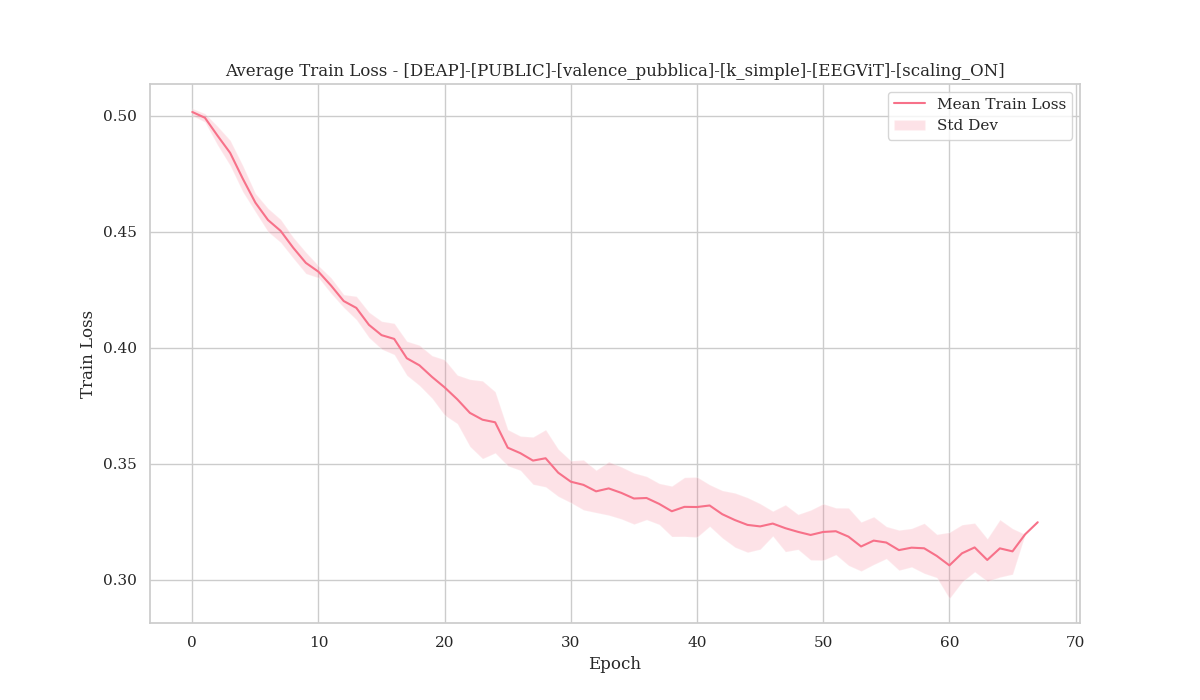 Average Train Loss - [DEAP]-[PUBLIC]-[valence_pubblica]-[k_simple]-[EEGViT]-[scaling_ON]
Mean Train Loss
Std Dev
0.50
0.45
0.40
0.35
0.30
Train Loss
0 10 20 30 40 50 60 70
Epoch